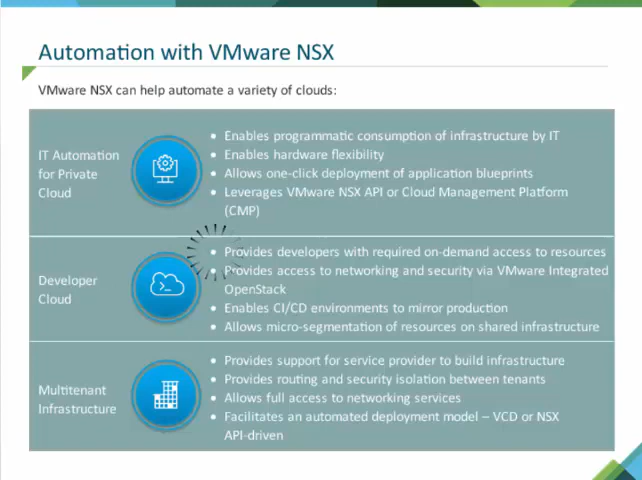 Automation with VMware NSX
VMware NSX can help automate a variety of clouds:
IT Automation
for Private
Cloud
• Enables programmatic consumption of infrastructure by IT
• Enables hardware flexibility
• Allows one-click deployment of application blueprints
• Leverages VMware NSX API or Cloud Management Platform
(CMP)
Developer
Cloud
• Provides developers with required on-demand access to resources
• Provides access to networking and security via VMware Integrated
OpenStack
• Enables CI/CD environments to mirror production
• Allows micro-segmentation of resources on shared infrastructure
Multitenant
Infrastructure
• Provides support for service provider to build infrastructure
• Provides routing and security isolation between tenants
• Allows full access to networking services
• Facilitates an automated deployment model – VCD or NSX
API-driven